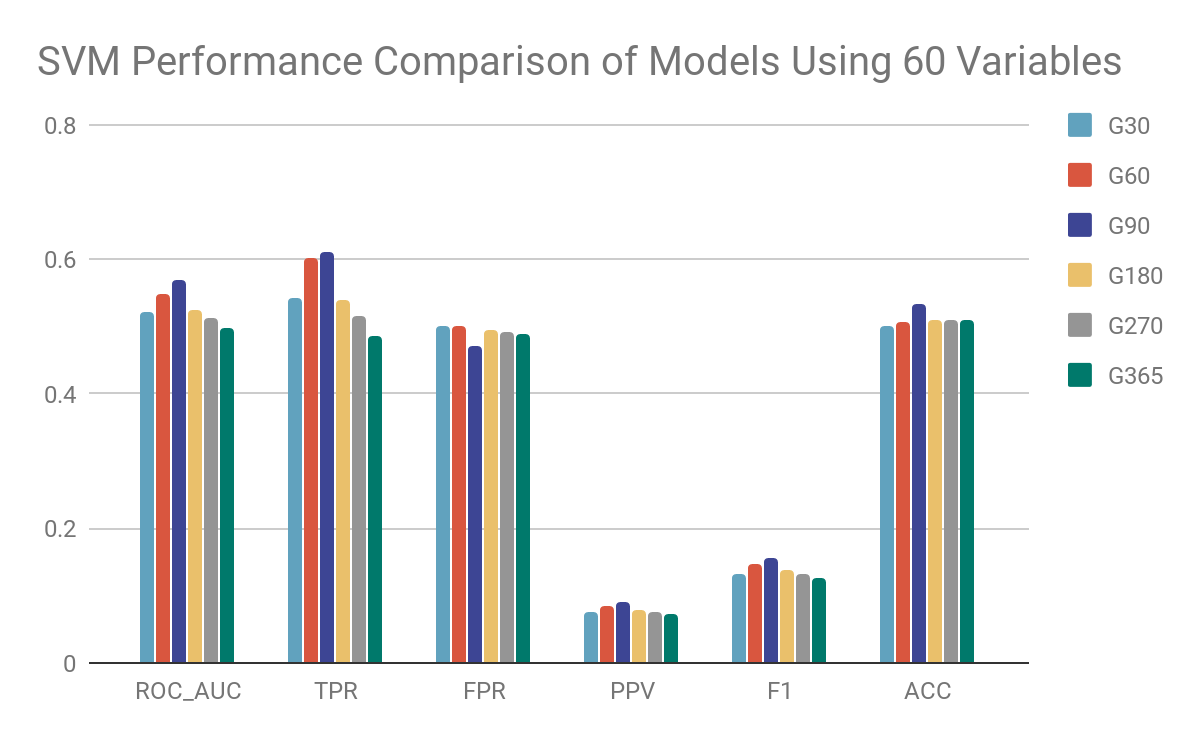 SVM Performance Comparison of Models Using 60 Variables
0.8
0.6
0.4
0.2
0
ROC_AUC TPR FPR PPV F1 ACC
G30
G60
G90
G180
G270
G365